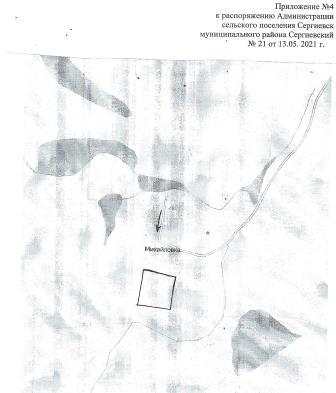 Приложение №4
к распоряжению Администрации
сельского поселения Сергиевск
муниципального района Сергиевский
№ 21 от 13.05. 2021 г.
Михайловка